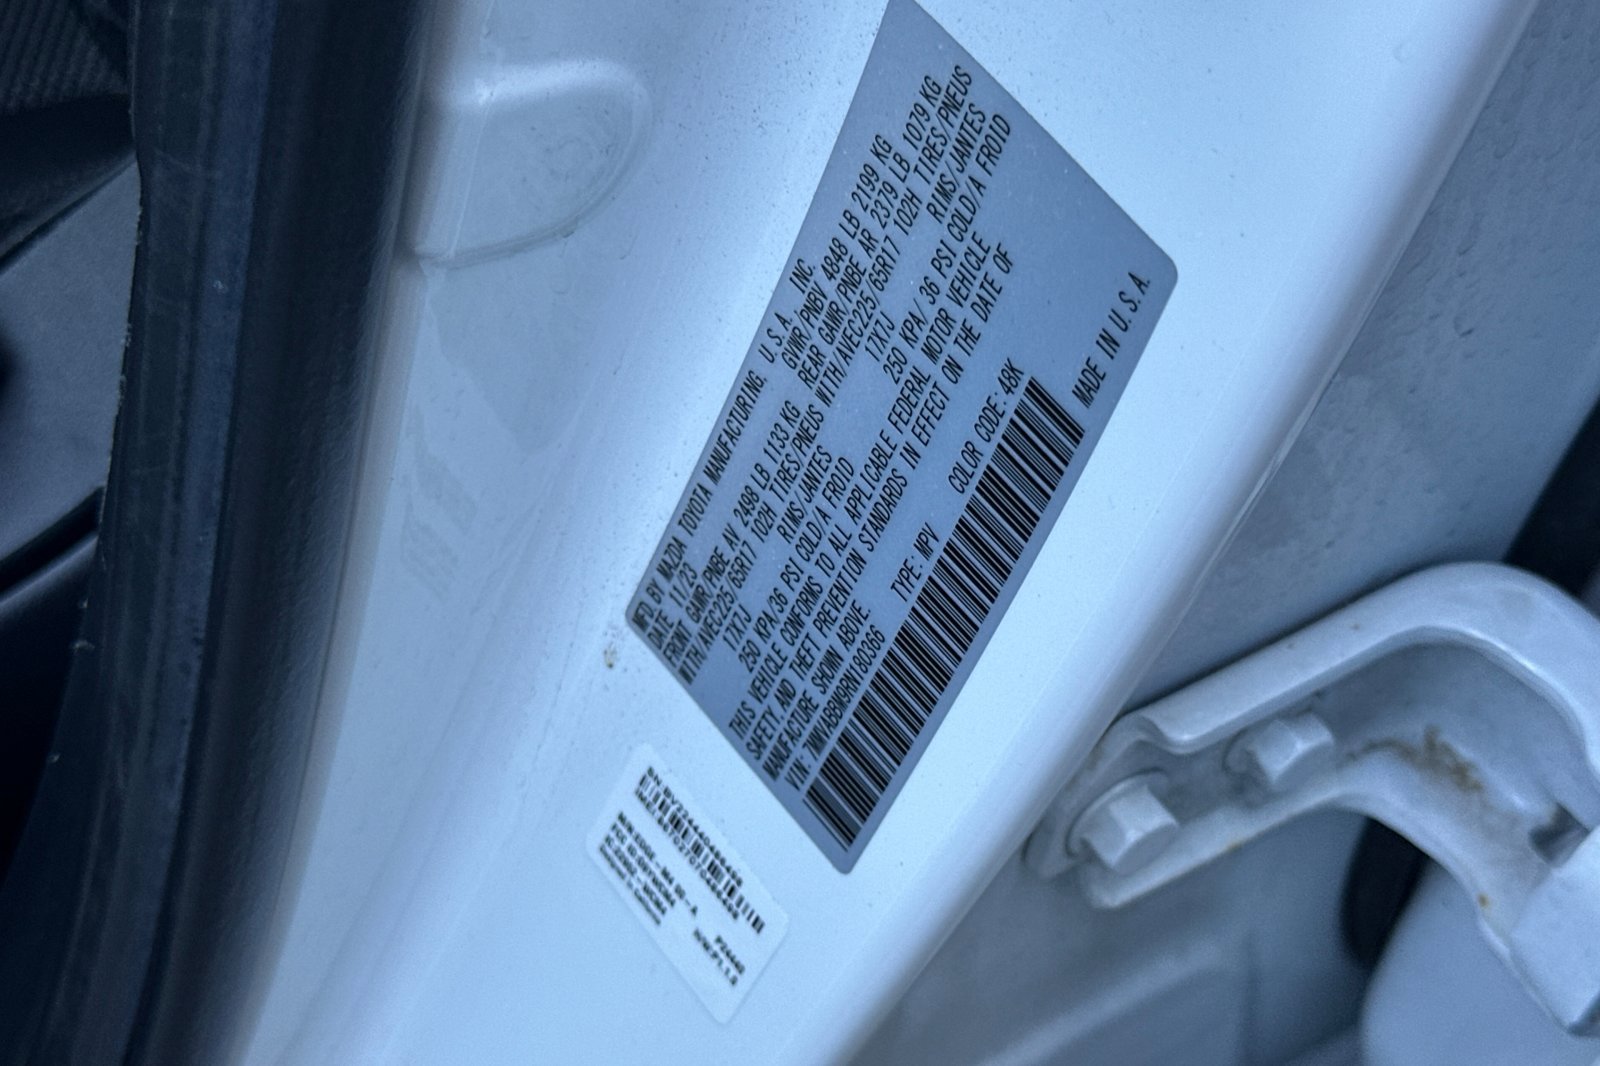 MFD. BY MAZDA TOYOTA MANUFACTURING, U.S.A. INC.
DATE 11/23 GVWR/PNBV 4848 LB 2199 KG
FRONT GAWR/PNBE AV 2498 LB 1133 KG REAR GAWR/PNBE AR 2379 LB 1079 KG
WITH/AVEC225/65R17 102H TIRES/PNEUS WITH/AVEC225/65R17 102H TIRES/PNEUS
17X7J RIMS/JANTES 17X7J RIMS/JANTES
250 KPA/36 PSI COLD/A FROID 250 KPA/36 PSI COLD/A FROID
THIS VEHICLE CONFORMS TO ALL APPLICABLE FEDERAL MOTOR VEHICLE
SAFETY, AND THEFT PREVENTION STANDARDS IN EFFECT ON THE DATE OF
MANUFACTURE SHOWN ABOVE.
VIN: 7MMVABBM9RN180366 TYPE: MPV COLOR CODE: 48K
MADE IN U.S.A.